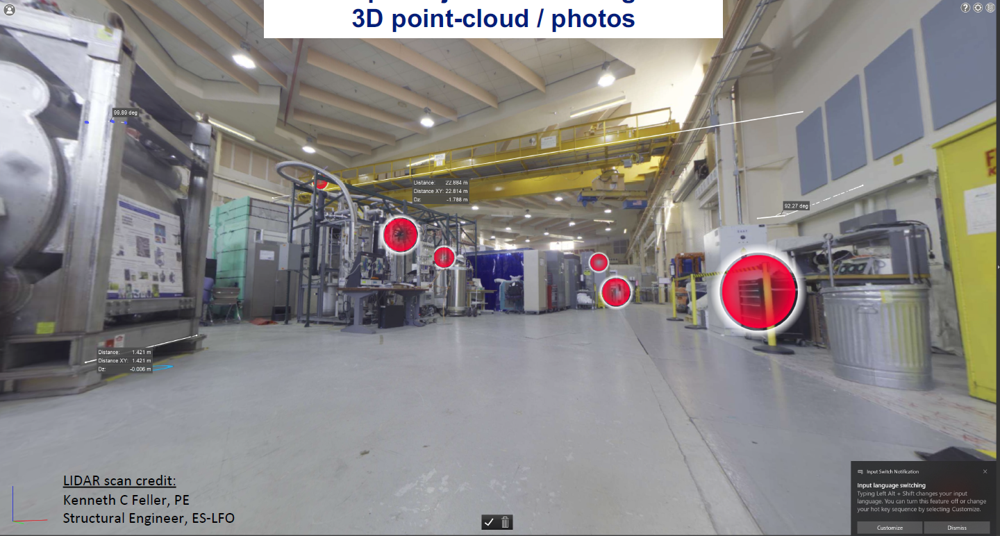 3D point-cloud / photos
99.89 deg
Distance: 22.884 m
Distance XY: 22.814 m
Dz: -1.788 m
92.27 deg
Distance: 1.421 m
Distance XY: 1.421 m
Dz: -0.006 m
LIDAR scan credit:
Kenneth C Feller, PE
Structural Engineer, ES-LFO
Input Switch Notification
Input language switching
Typing Left Alt + Shift changes your input
language. You can turn this feature off or change
your hot key sequence by selecting Customize.
Customize
Dismiss